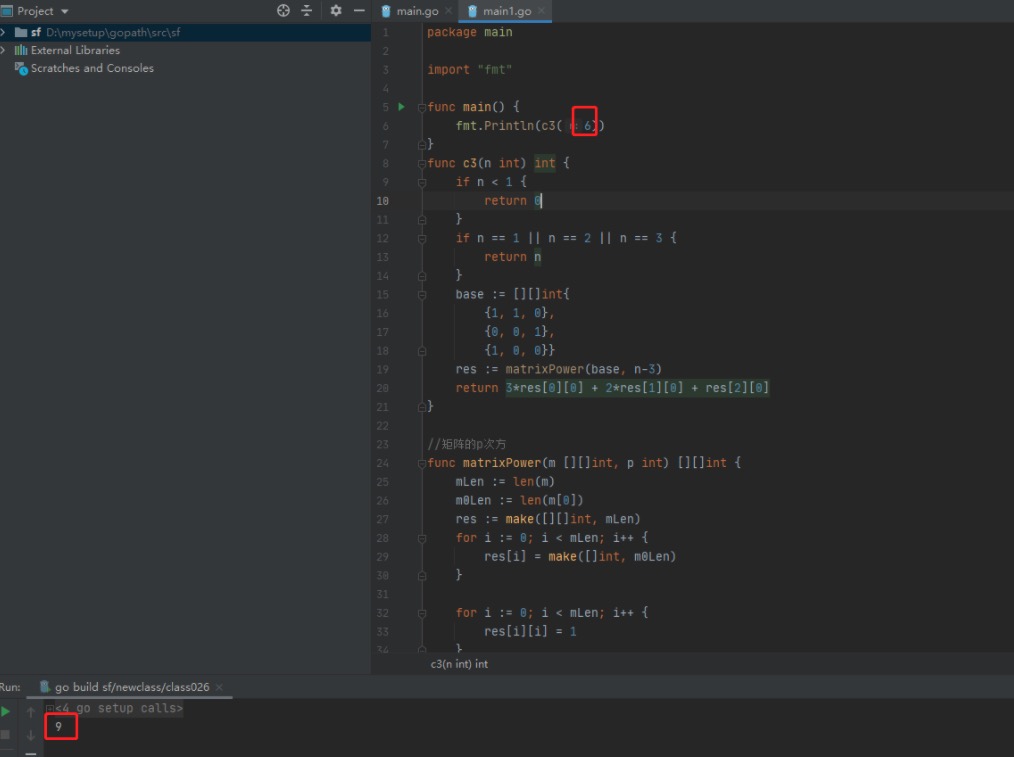 Project
main.go
main1.go
sf D:\mysetup\gopath\src\sf
External Libraries
Scratches and Consoles
1 package main
2
3 import "fmt"
4
5 func main() {
6 fmt.Println(c3( n: 6))
7 }
8 func c3(n int) int {
9 if n < 1 {
10 return 0
11 }
12 if n == 1 || n == 2 || n == 3 {
13 return n
14 }
15 base := [][]int{
16 {1, 1, 0},
17 {0, 0, 1},
18 {1, 0, 0}}
19 res := matrixPower(base, n-3)
20 return 3*res[0][0] + 2*res[1][0] + res[2][0]
21 }
22
23 //矩阵的p次方
24 func matrixPower(m [][]int, p int) [][]int {
25 mLen := len(m)
26 m0Len := len(m[0])
27 res := make([][]int, mLen)
28 for i := 0; i < mLen; i++ {
29 res[i] = make([]int, m0Len)
30 }
31
32 for i := 0; i < mLen; i++ {
33 res[i][i] = 1
34 }
c3(n int) int
Run:
go build sf/newclass/class026
<4 go setup calls>
9